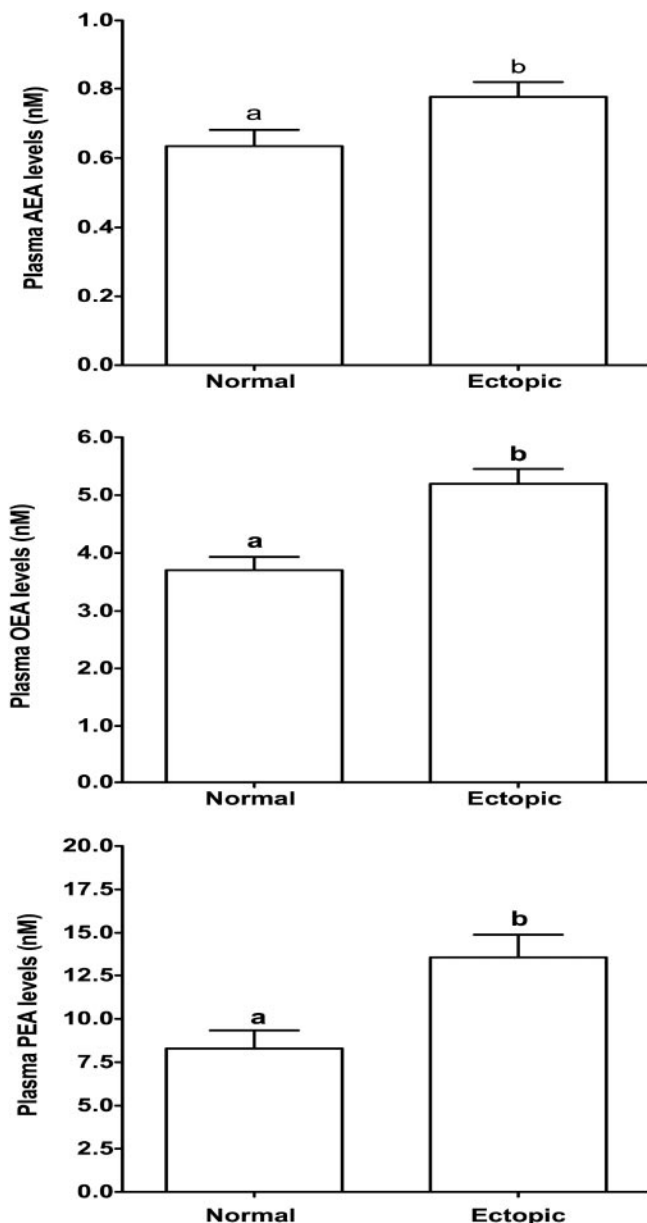 Plasma AEA levels (nM)
1.0
0.8
0.6
0.4
0.2
0.0
a
b
Normal Ectopic
Plasma OEA levels (nM)
6.0
5.0
4.0
3.0
2.0
1.0
0.0
a
b
Normal Ectopic
Plasma PEA levels (nM)
20.0
17.5
15.0
12.5
10.0
7.5
5.0
2.5
0.0
a
b
Normal Ectopic